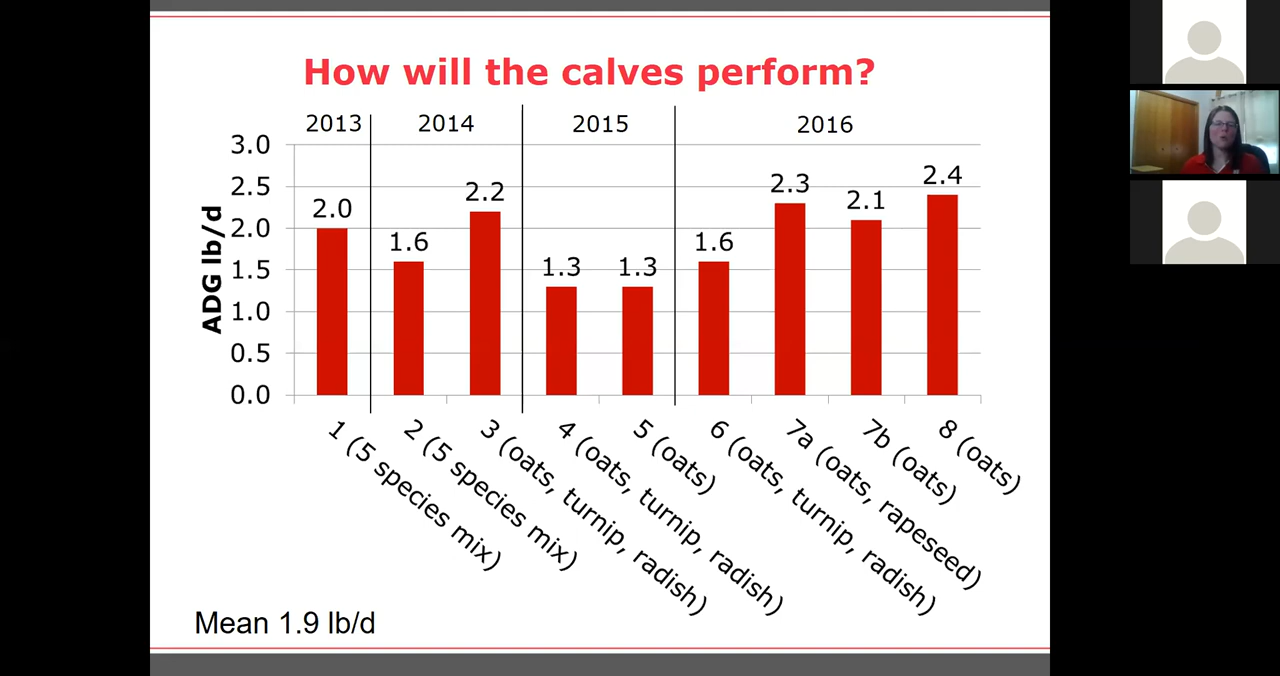 How will the calves perform?
2013
2014
2015
2016
ADG lb/d
3.0
2.5
2.0
1.5
1.0
0.5
0.0
2.0
1.6
2.2
1.3
1.3
1.6
2.3
2.1
2.4
1 (5 species mix)
2 (5 species mix)
3 (oats, turnip, radish)
4 (oats, turnip, radish)
5 (oats)
6 (oats, turnip, radish)
7a (oats, rapeseed)
7b (oats)
8 (oats)
Mean 1.9 lb/d